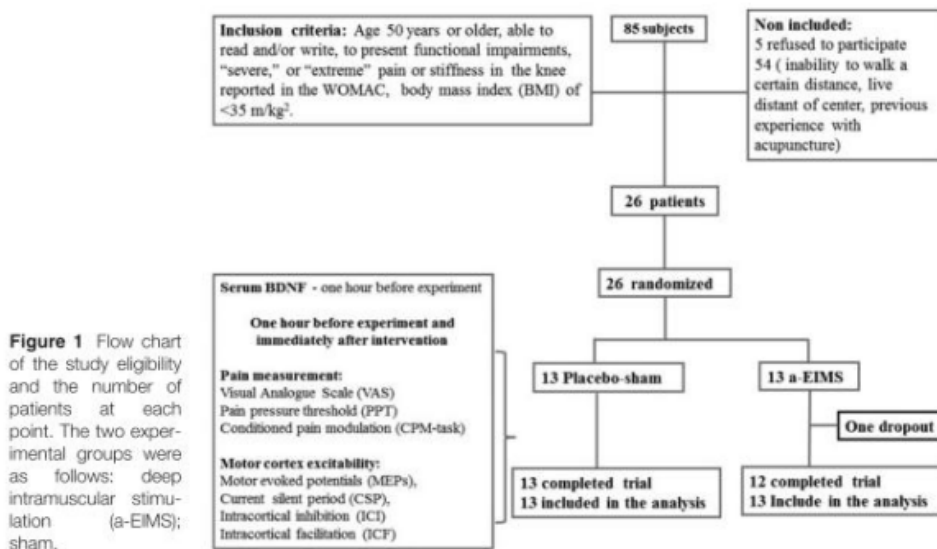 Inclusion criteria: Age 50 years or older, able to
read and/or write, to present functional impairments,
“severe,” or “extreme” pain or stiffness in the knee
reported in the WOMAC, body mass index (BMI) of
<35 m/kg².
85 subjects
Non included:
5 refused to participate
54 ( inability to walk a
certain distance, live
distant of center, previous
experience with
acupuncture)
26 patients
26 randomized
Serum BDNF - one hour before experiment
One hour before experiment and
immediately after intervention
Pain measurement:
Visual Analogue Scale (VAS)
Pain pressure threshold (PPT)
Conditioned pain modulation (CPM-task)
Motor cortex excitability:
Motor evoked potentials (MEPs),
Current silent period (CSP),
Intracortical inhibition (ICI)
Intracortical facilitation (ICF)
13 Placebo-sham
13 a-EIMS
One dropout
13 completed trial
13 included in the analysis
12 completed trial
13 Include in the analysis
Figure 1 Flow chart
of the study eligibility
and the number of
patients at each
point. The two exper-
imental groups were
as follows: deep
intramuscular stimu-
lation (a-EIMS);
sham.